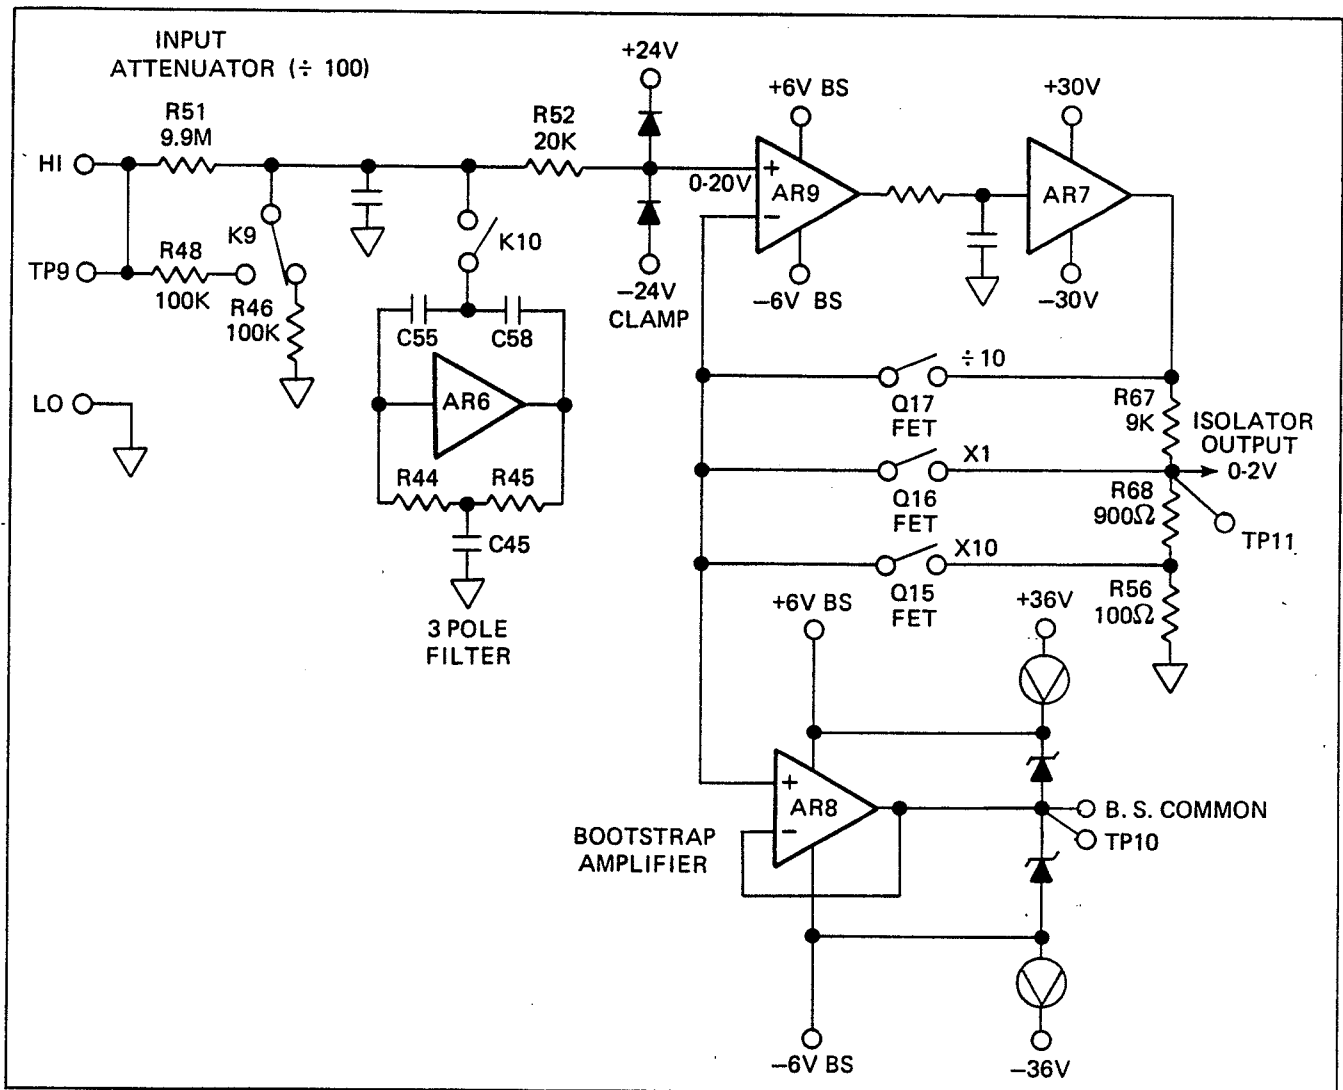 INPUT
ATTENUATOR (÷ 100)
R51
9.9M
HI
TP9
R48
100K
K9
R46
100K
LO
K10
C55
C58
AR6
R44
R45
C45
3 POLE
FILTER
R52
20K
+24V
−24V
CLAMP
0-20V
+6V BS
+
AR9
−
−6V BS
+30V
AR7
−30V
÷ 10
Q17
FET
X1
Q16
FET
X10
Q15
FET
R67
9K
ISOLATOR
OUTPUT
0-2V
R68
900Ω
TP11
R56
100Ω
+6V BS
+36V
+
AR8
−
BOOTSTRAP
AMPLIFIER
B. S. COMMON
TP10
−6V BS
−36V